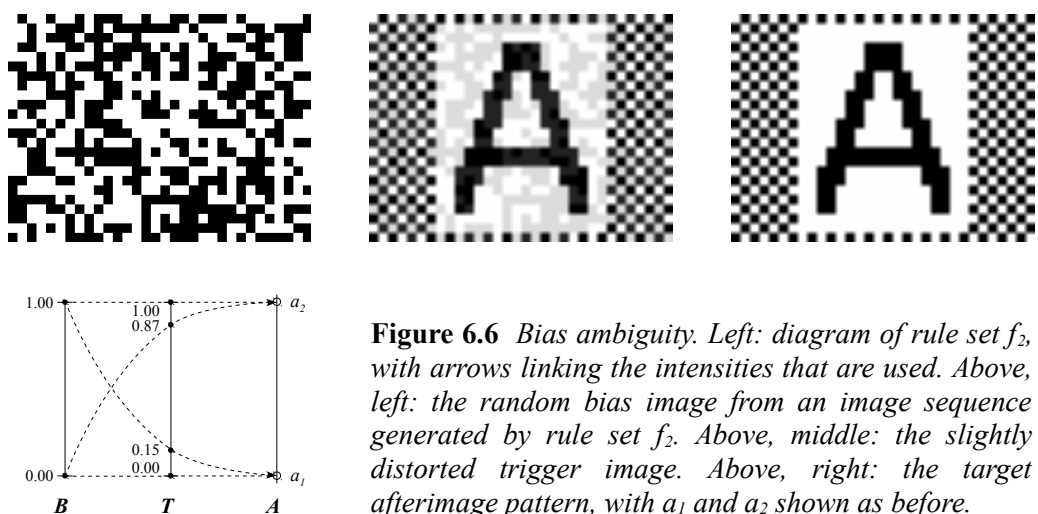 1.00
1.00
0.87
a2
0.15
0.00
0.00
a1
B T A
Figure 6.6 Bias ambiguity. Left: diagram of rule set f2,
with arrows linking the intensities that are used. Above,
left: the random bias image from an image sequence
generated by rule set f2. Above, middle: the slightly
distorted trigger image. Above, right: the target
afterimage pattern, with a1 and a2 shown as before.